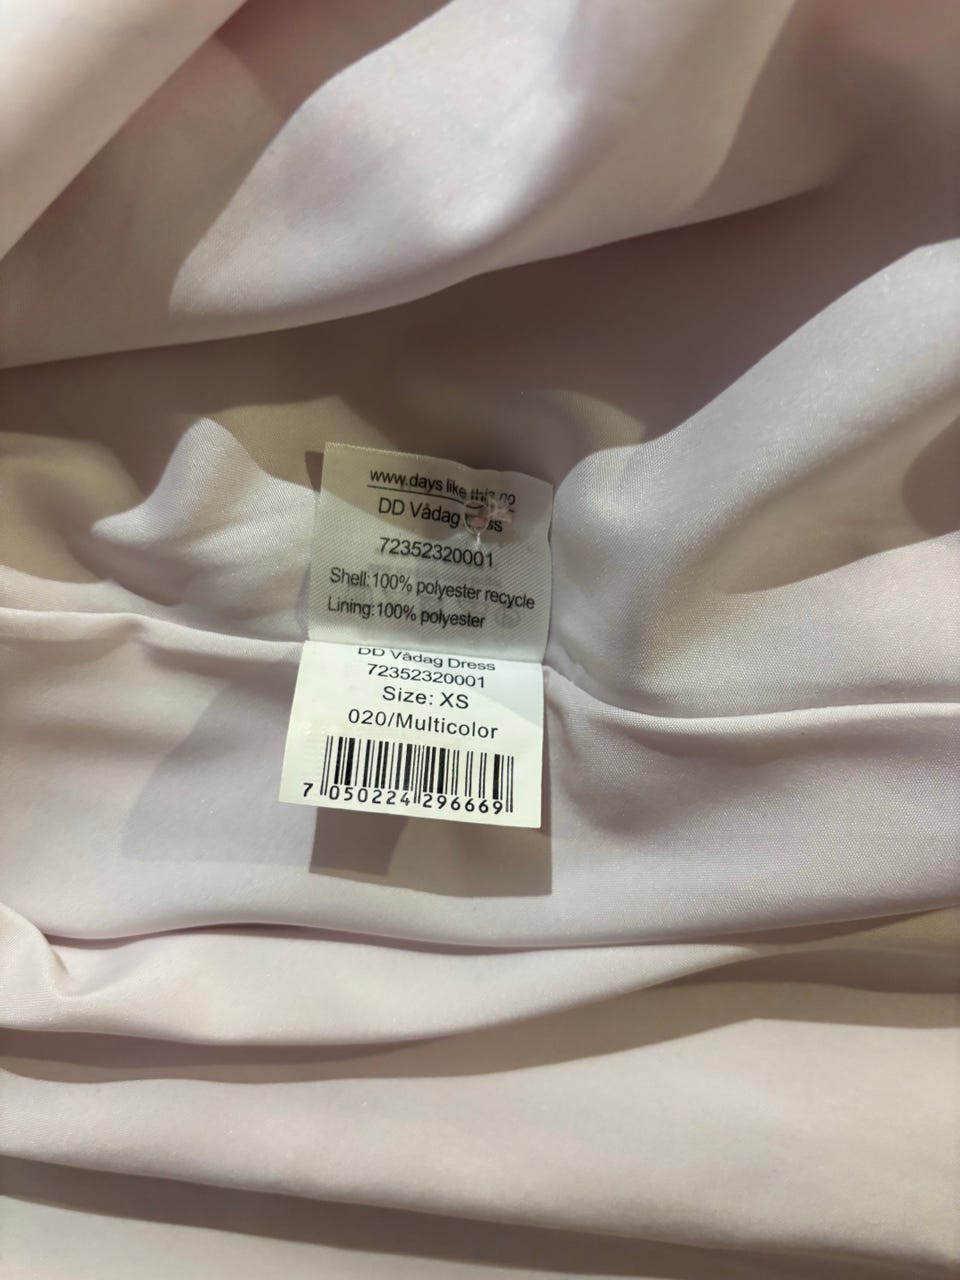 www.days like this.no
DD Vådag Dress
72352320001
Shell:100% polyester recycle
Lining:100% polyester
DD Vådag Dress
72352320001
Size: XS
020/Multicolor
7 050224 296669